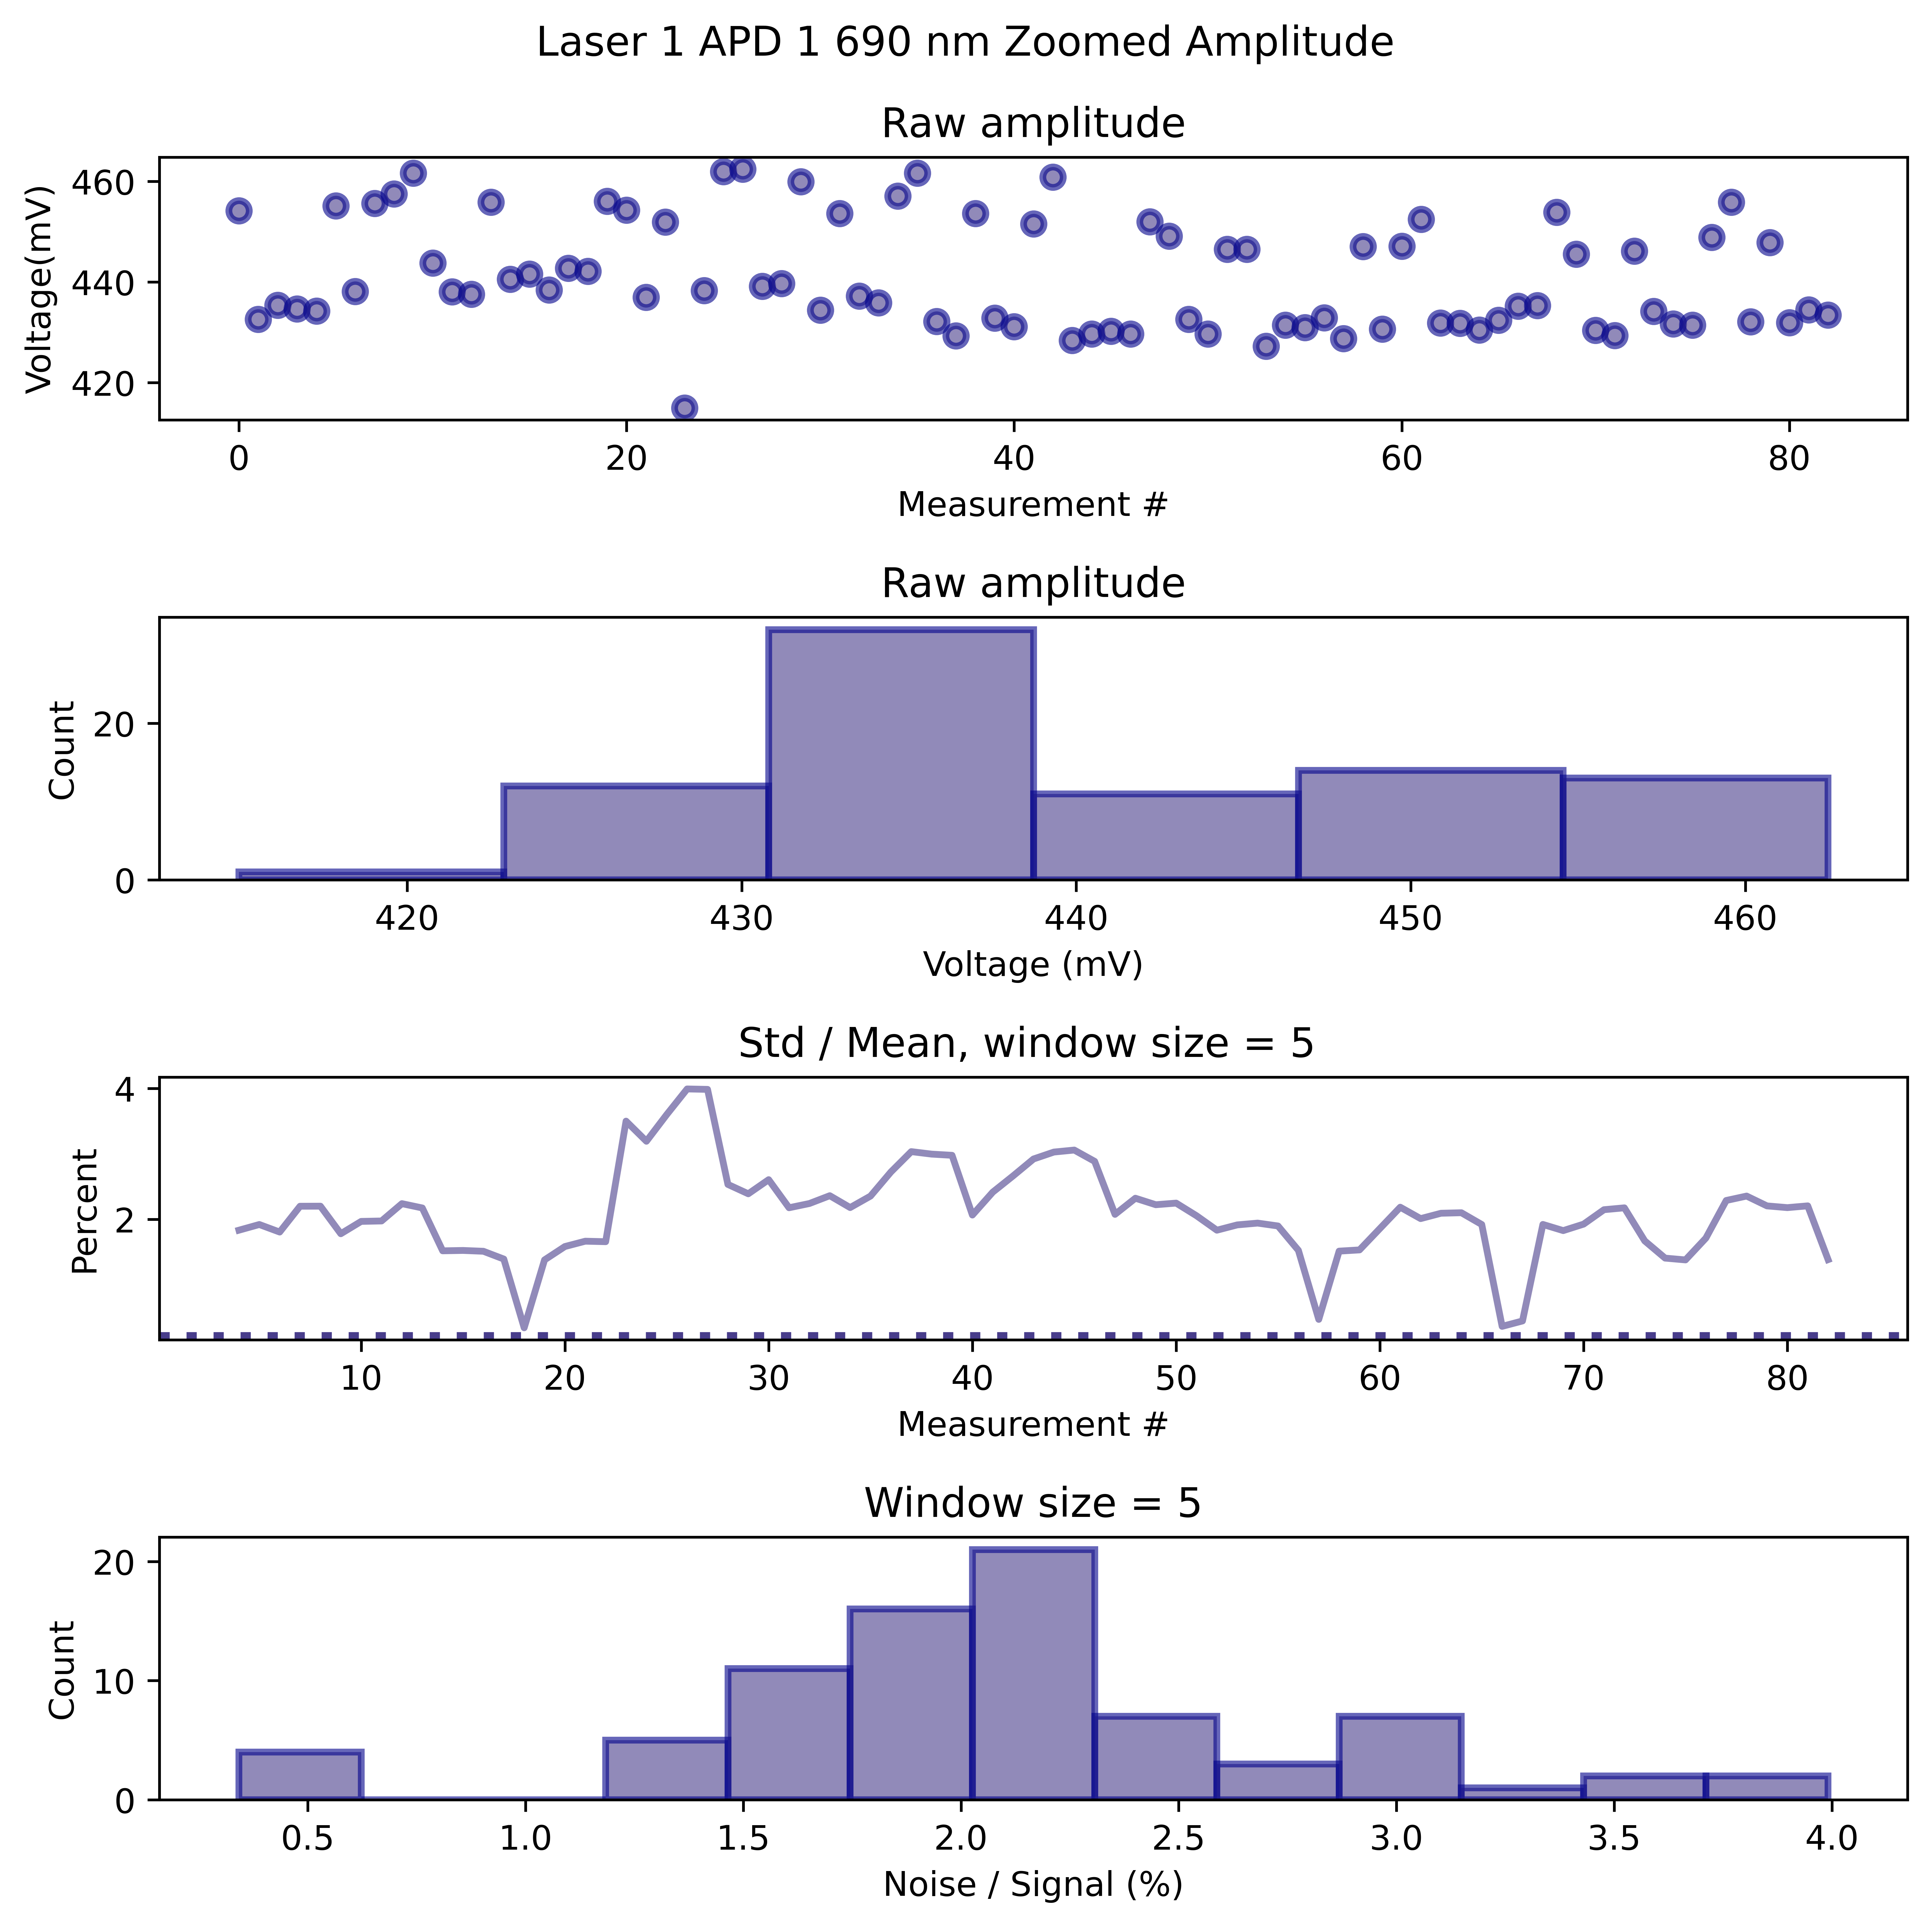 Laser 1 APD 1 690 nm Zoomed Amplitude
Raw amplitude
Voltage(mV)
460
440
420
0 20 40 60 80
Measurement #
Raw amplitude
Count
20
0
420 430 440 450 460
Voltage (mV)
Std / Mean, window size = 5
Percent
4
2
10 20 30 40 50 60 70 80
Measurement #
Window size = 5
Count
20
10
0
0.5 1.0 1.5 2.0 2.5 3.0 3.5 4.0
Noise / Signal (%)